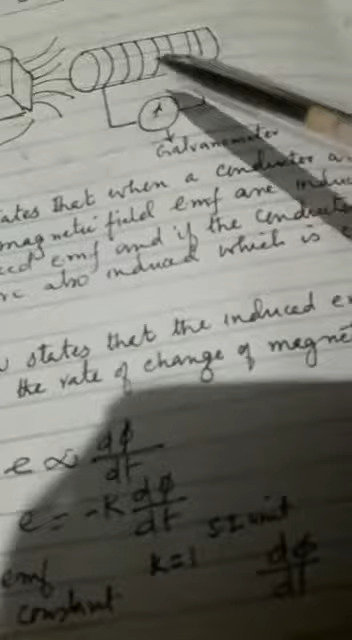 Galvanometer
states that when a conductor
magnetic field emf are induc
ced emf and if the conducto
are also induced which is
states that the induced e
the rate of change of magne
e ∝ dφ/dt
e = -k dφ/dt
SI unit
emf k=1 dφ/dt
constant